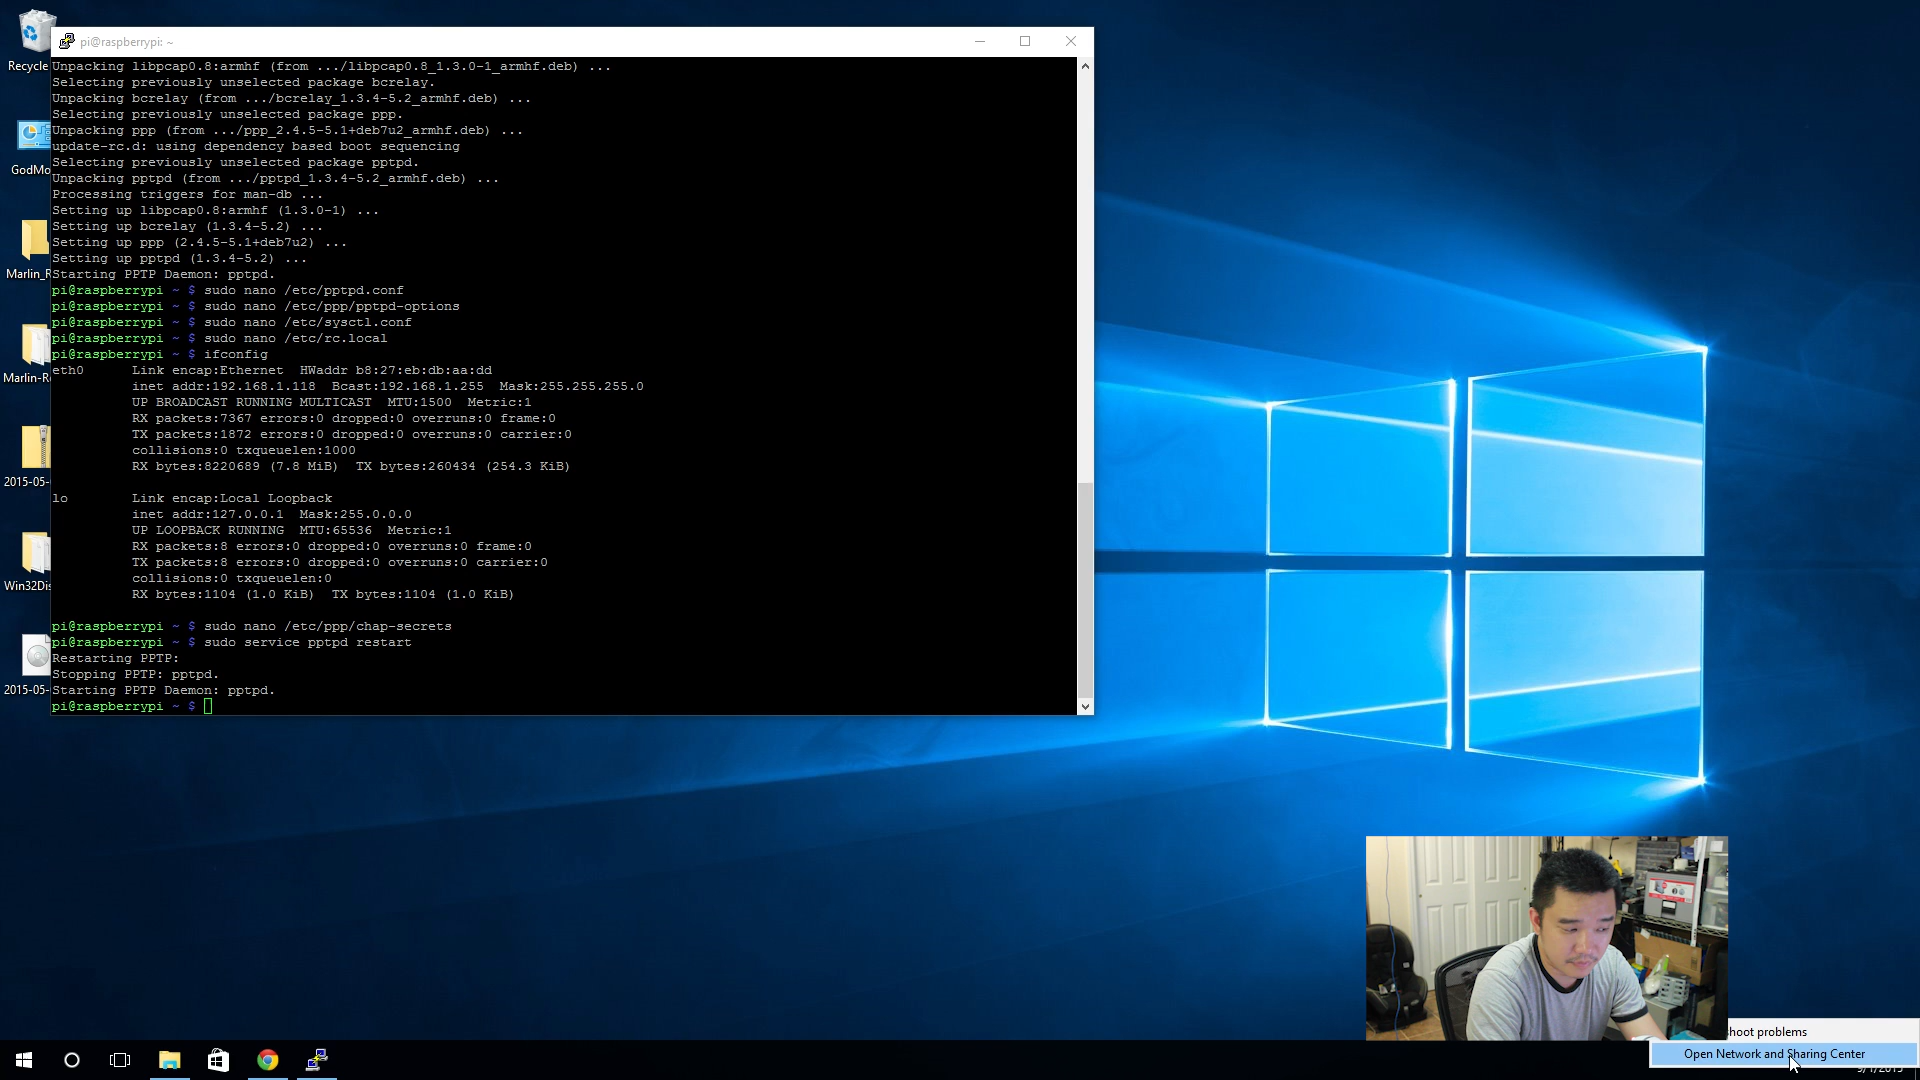 pi@raspberrypi: ~
Unpacking libpcap0.8:armhf (from .../libpcap0.8_1.3.0-1_armhf.deb) ...
Selecting previously unselected package bcrelay.
Unpacking bcrelay (from .../bcrelay_1.3.4-5.2_armhf.deb) ...
Selecting previously unselected package ppp.
Unpacking ppp (from .../ppp_2.4.5-5.1+deb7u2_armhf.deb) ...
update-rc.d: using dependency based boot sequencing
Selecting previously unselected package pptpd.
Unpacking pptpd (from .../pptpd_1.3.4-5.2_armhf.deb) ...
Processing triggers for man-db ...
Setting up libpcap0.8:armhf (1.3.0-1) ...
Setting up bcrelay (1.3.4-5.2) ...
Setting up ppp (2.4.5-5.1+deb7u2) ...
Setting up pptpd (1.3.4-5.2) ...
Starting PPTP Daemon: pptpd.
pi@raspberrypi ~ $ sudo nano /etc/pptpd.conf
pi@raspberrypi ~ $ sudo nano /etc/ppp/pptpd-options
pi@raspberrypi ~ $ sudo nano /etc/sysctl.conf
pi@raspberrypi ~ $ sudo nano /etc/rc.local
pi@raspberrypi ~ $ ifconfig
eth0 Link encap:Ethernet HWaddr b8:27:eb:db:aa:dd
inet addr:192.168.1.118 Bcast:192.168.1.255 Mask:255.255.255.0
UP BROADCAST RUNNING MULTICAST MTU:1500 Metric:1
RX packets:7367 errors:0 dropped:0 overruns:0 frame:0
TX packets:1872 errors:0 dropped:0 overruns:0 carrier:0
collisions:0 txqueuelen:1000
RX bytes:8220689 (7.8 MiB) TX bytes:260434 (254.3 KiB)
lo Link encap:Local Loopback
inet addr:127.0.0.1 Mask:255.0.0.0
UP LOOPBACK RUNNING MTU:65536 Metric:1
RX packets:8 errors:0 dropped:0 overruns:0 frame:0
TX packets:8 errors:0 dropped:0 overruns:0 carrier:0
collisions:0 txqueuelen:0
RX bytes:1104 (1.0 KiB) TX bytes:1104 (1.0 KiB)
pi@raspberrypi ~ $ sudo nano /etc/ppp/chap-secrets
pi@raspberrypi ~ $ sudo service pptpd restart
Restarting PPTP:
Stopping PPTP: pptpd.
Starting PPTP Daemon: pptpd.
pi@raspberrypi ~ $
Recycle
GodMo
Marlin_R
Marlin-R
2015-05-
Win32Dis
2015-05-
shoot problems
Open Network and Sharing Center